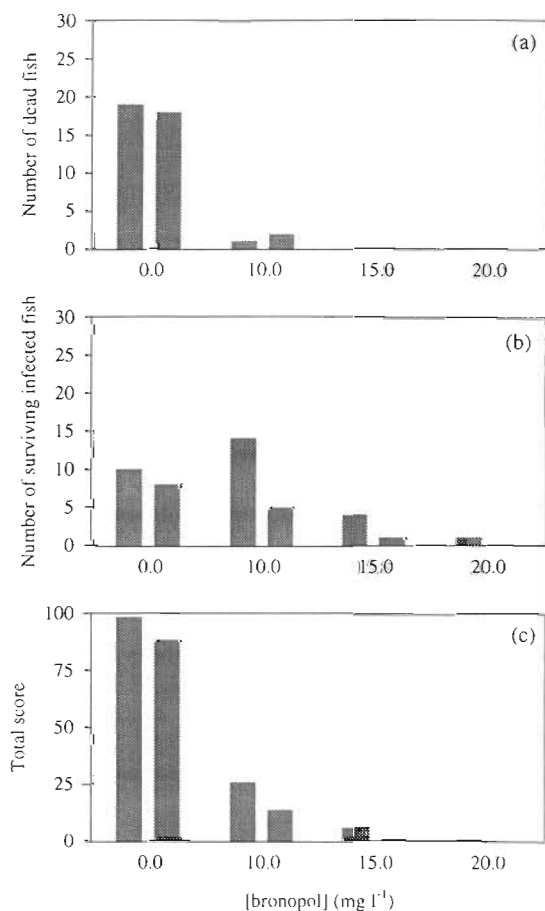 (a)
Number of dead fish
30
25
20
15
10
5
0
0.0 10.0 15.0 20.0
(b)
Number of surviving infected fish
30
25
20
15
10
5
0
0.0 10.0 15.0 20.0
(c)
Total score
100
75
50
25
0
0.0 10.0 15.0 20.0
[bronopol] (mg l⁻¹)